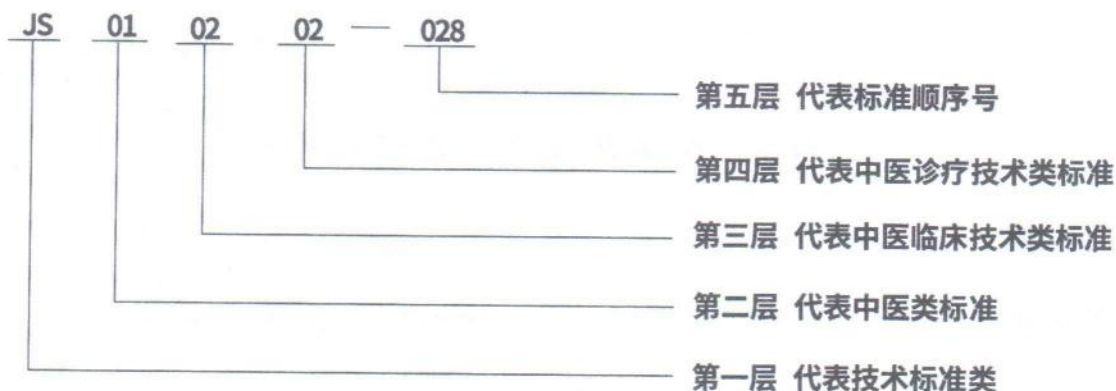 JS 01 02 02 — 028
第五层 代表标准顺序号
第四层 代表中医诊疗技术类标准
第三层 代表中医临床技术类标准
第二层 代表中医类标准
第一层 代表技术标准类